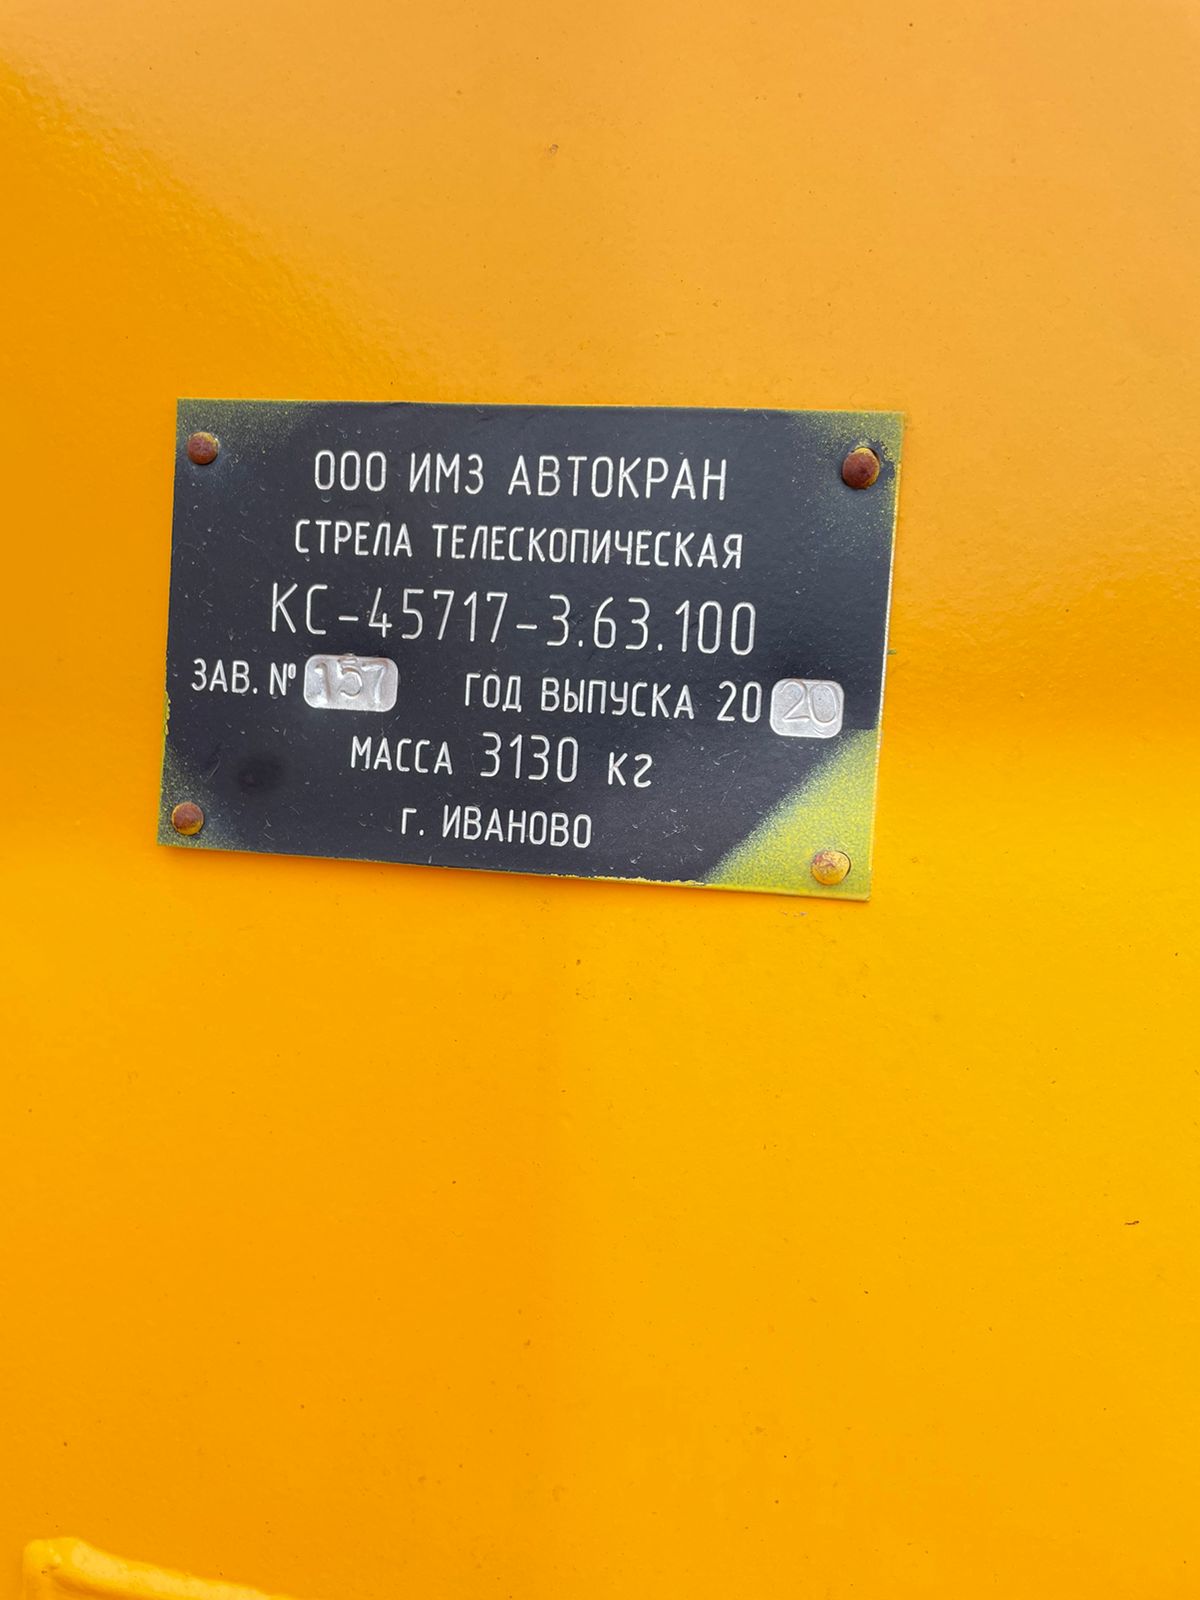 ООО ИМЗ АВТОКРАН
СТРЕЛА ТЕЛЕСКОПИЧЕСКАЯ
КС-45717-3.63.100
ЗАВ. № 157 ГОД ВЫПУСКА 2020
МАССА 3130 кг
г. ИВАНОВО